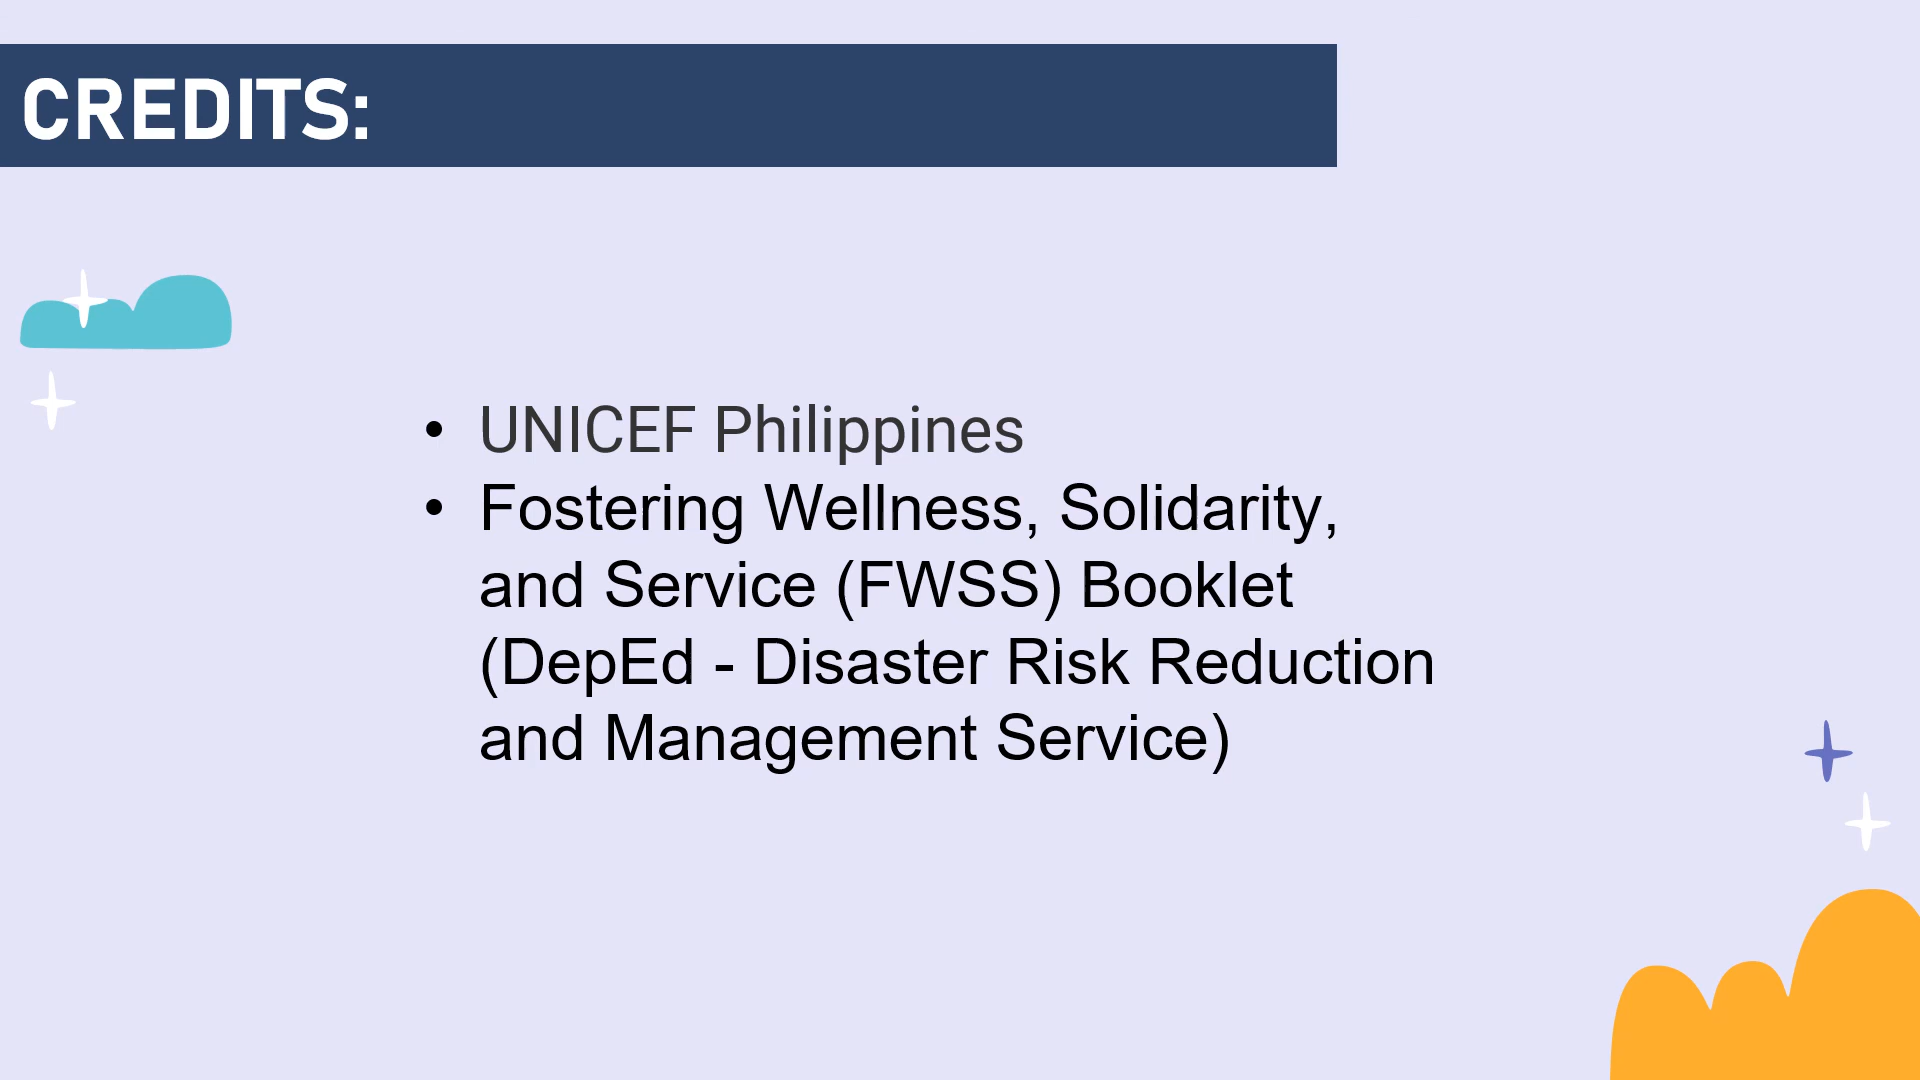 CREDITS:
• UNICEF Philippines
• Fostering Wellness, Solidarity,
and Service (FWSS) Booklet
(DepEd - Disaster Risk Reduction
and Management Service)